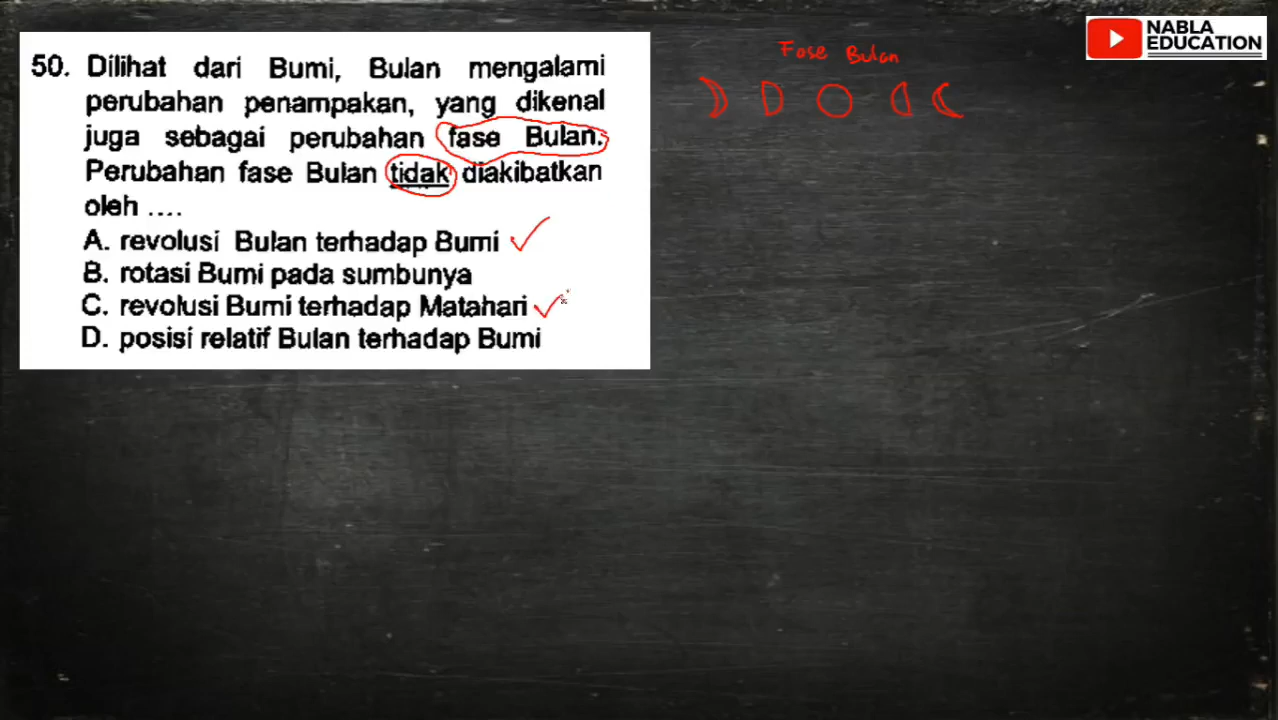 50. Dilihat dari Bumi, Bulan mengalami
perubahan penampakan, yang dikenal
juga sebagai perubahan fase Bulan.
Perubahan fase Bulan tidak diakibatkan
oleh ....
A. revolusi Bulan terhadap Bumi
B. rotasi Bumi pada sumbunya
C. revolusi Bumi terhadap Matahari
D. posisi relatif Bulan terhadap Bumi
Fase Bulan
NABLA
EDUCATION